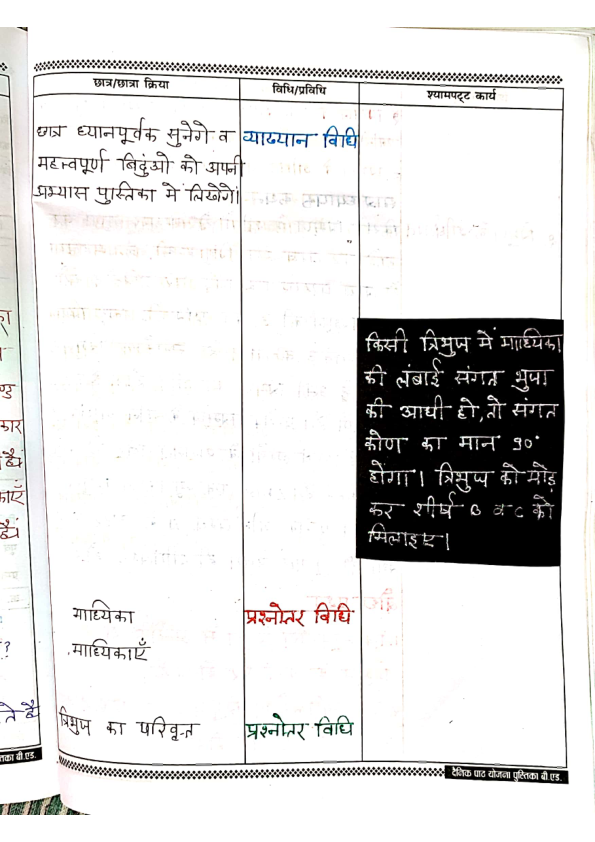 छात्र/छात्रा क्रिया
विधि/प्रविधि
श्यामपट्ट कार्य
छात्र ध्यानपूर्वक सुनेगे व
महत्त्वपूर्ण बिदुंओ को अपनी
अभ्यास पुस्तिका में लिखेगें।
व्याख्यान विधि
किसी त्रिभुज में माध्यिका
की लंबाई संगत भुजा
की आधी हो, तो संगत
कोण का मान 90°
होगा। त्रिभुज को मोड़
कर शीर्ष B व C को
मिलाइए।
माध्यिका
प्रश्नोतर विधि
माध्यिकाएँ
त्रिभुज का परिवृत्त
प्रश्नोतर विधि
दैनिक पाठ योजना पुस्तिका बी.एड.
कार
है।
है।
?
ते है
बी.एड.